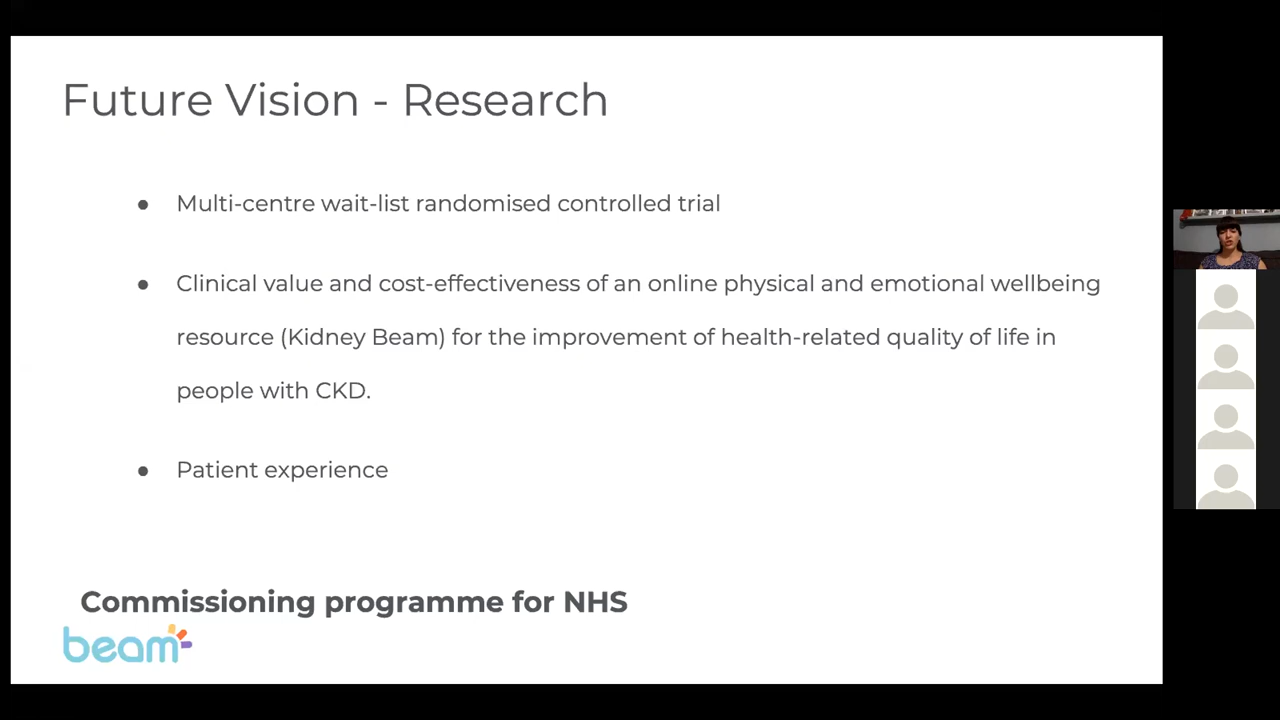 Future Vision - Research
● Multi-centre wait-list randomised controlled trial
● Clinical value and cost-effectiveness of an online physical and emotional wellbeing
resource (Kidney Beam) for the improvement of health-related quality of life in
people with CKD.
● Patient experience
Commissioning programme for NHS
beam